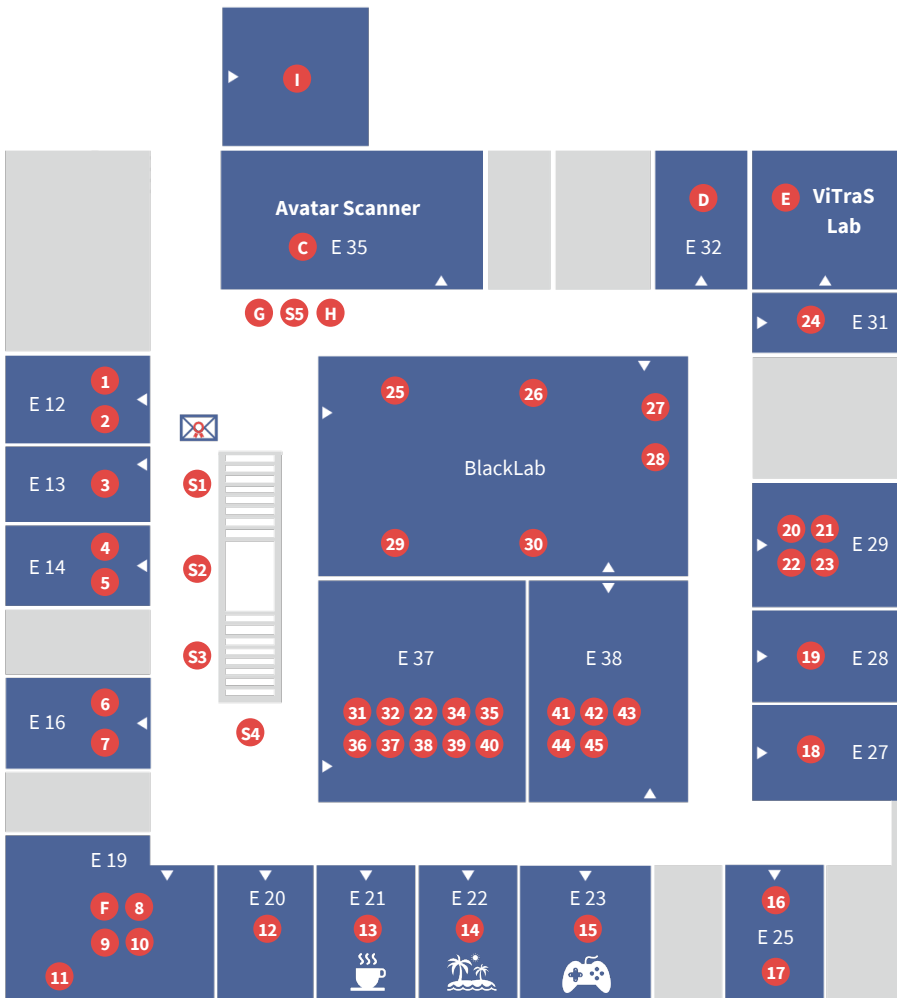 I
Avatar Scanner
C E 35
D
E 32
E ViTraS
Lab
G S5 H
24 E 31
1
E 12
2
25 26 27
28
BlackLab
29 30
S1
E 13 3
S2
4
E 14
5
20 21
E 29
22 23
S3
E 37
31 32 22 34 35
36 37 38 39 40
E 38
41 42 43
44 45
19 E 28
6
E 16
7
S4
18 E 27
E 19
F 8
9 10
11
E 20
12
E 21
13
E 22
14
E 23
15
16
E 25
17